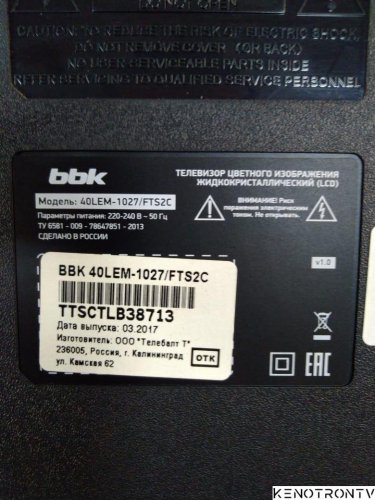 DO NOT OPEN
CAUTION: TO REDUCE THE RISK OF ELECTRIC SHOCK,
DO NOT REMOVE COVER (OR BACK)
NO USER SERVICEABLE PARTS INSIDE
REFER SERVICING TO QUALIFIED SERVICE PERSONNEL
bbk
ТЕЛЕВИЗОР ЦВЕТНОГО ИЗОБРАЖЕНИЯ
ЖИДКОКРИСТАЛЛИЧЕСКИЙ (LCD)
Модель: 40LEM-1027/FTS2C
Параметры питания: 220-240 В ~ 50 Гц
ТУ 6581 - 009 - 78647851 - 2013
СДЕЛАНО В РОССИИ
ВНИМАНИЕ! Риск
поражения электрическим
током. Не открывать.
v1.0
BBK 40LEM-1027/FTS2C
TTSCTLB38713
Дата выпуска: 03.2017
Изготовитель: ООО "Телебалт Т"
236005, Россия, г. Калининград
ул. Камская 62
ОТК
EAC
KENOTRONTV